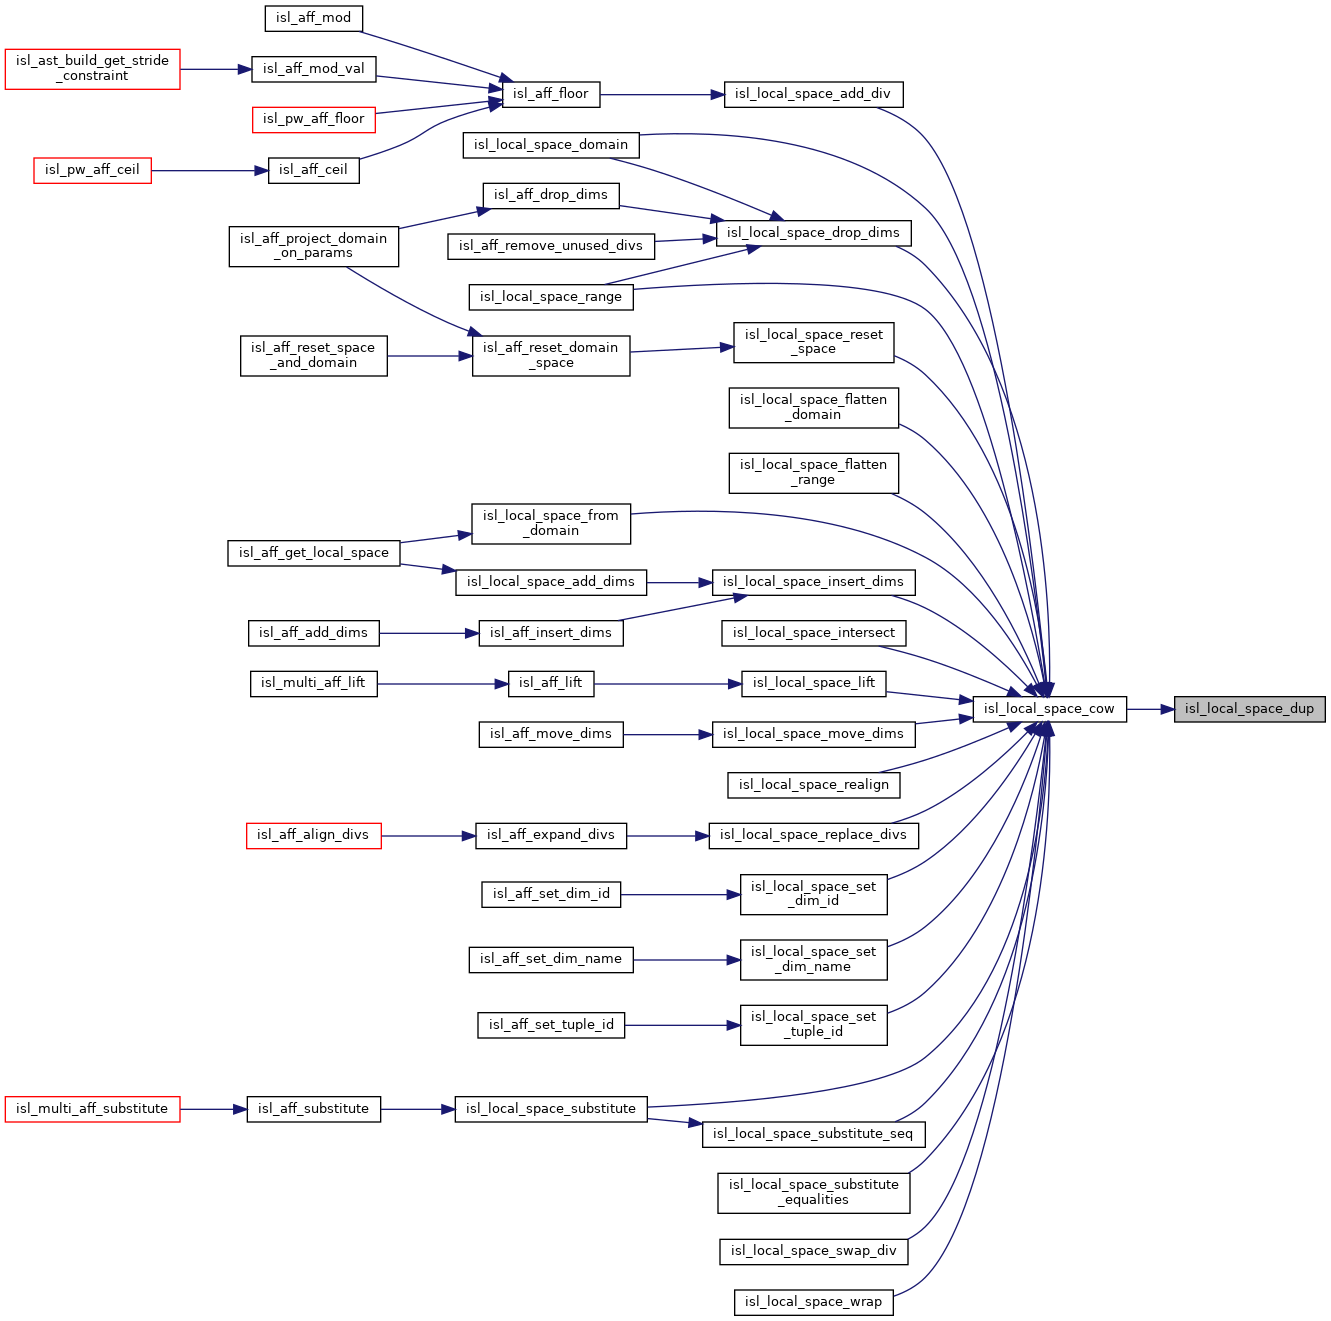 isl_aff_mod
isl_ast_build_get_stride
_constraint
isl_aff_mod_val
isl_aff_floor
isl_local_space_add_div
isl_pw_aff_floor
isl_local_space_domain
isl_pw_aff_ceil
isl_aff_ceil
isl_aff_drop_dims
isl_local_space_drop_dims
isl_aff_project_domain
_on_params
isl_aff_remove_unused_divs
isl_local_space_range
isl_local_space_reset
_space
isl_aff_reset_space
_and_domain
isl_aff_reset_domain
_space
isl_local_space_flatten
_domain
isl_local_space_flatten
_range
isl_local_space_from
_domain
isl_aff_get_local_space
isl_local_space_add_dims
isl_local_space_insert_dims
isl_aff_add_dims
isl_aff_insert_dims
isl_local_space_intersect
isl_multi_aff_lift
isl_aff_lift
isl_local_space_lift
isl_local_space_cow
isl_local_space_dup
isl_aff_move_dims
isl_local_space_move_dims
isl_local_space_realign
isl_aff_align_divs
isl_aff_expand_divs
isl_local_space_replace_divs
isl_aff_set_dim_id
isl_local_space_set
_dim_id
isl_aff_set_dim_name
isl_local_space_set
_dim_name
isl_aff_set_tuple_id
isl_local_space_set
_tuple_id
isl_multi_aff_substitute
isl_aff_substitute
isl_local_space_substitute
isl_local_space_substitute_seq
isl_local_space_substitute
_equalities
isl_local_space_swap_div
isl_local_space_wrap